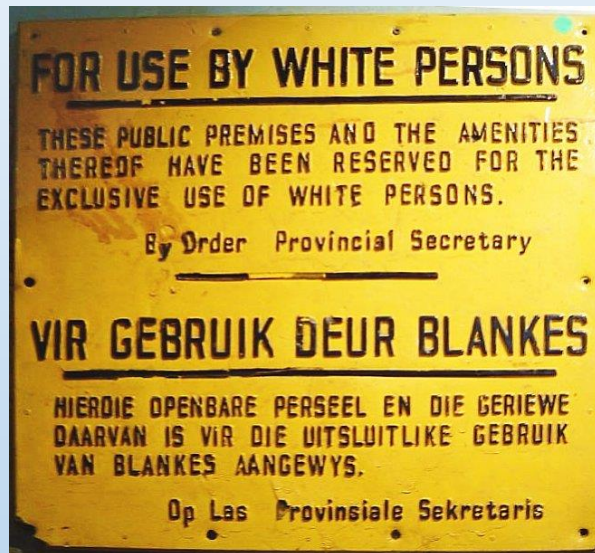 FOR USE BY WHITE PERSONS
THESE PUBLIC PREMISES AND THE AMENITIES
THEREOF HAVE BEEN RESERVED FOR THE
EXCLUSIVE USE OF WHITE PERSONS.
By Order Provincial Secretary
VIR GEBRUIK DEUR BLANKES
HIERDIE OPENBARE PERSEEL EN DIE GERIEWE
DAARVAN IS VIR DIE UITSLUITLIKE GEBRUIK
VAN BLANKES AANGEWYS.
Op Las Provinsiale Sekretaris